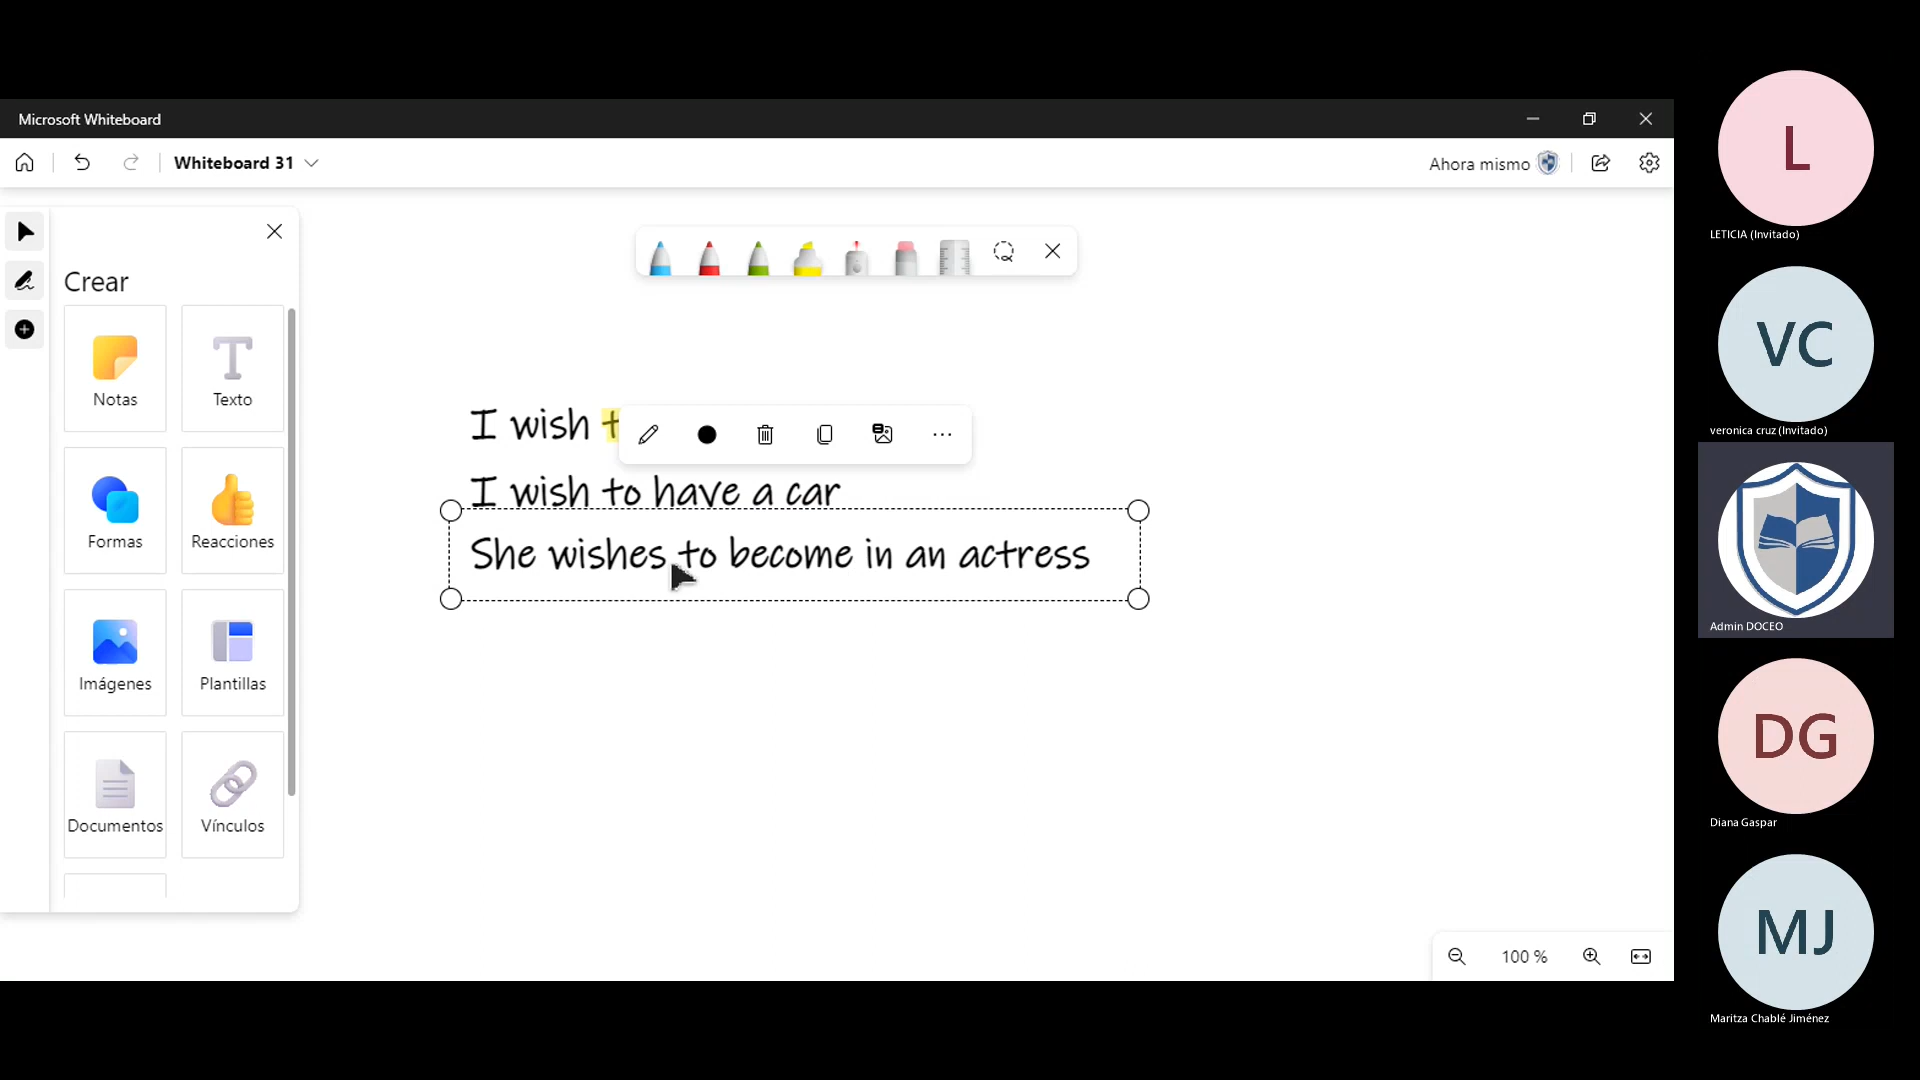 Microsoft Whiteboard
Whiteboard 31
Ahora mismo
Crear
Notas
Texto
Formas
Reacciones
Imágenes
Plantillas
Documentos
Vínculos
I wish t
I wish to have a car
She wishes to become in an actress
100 %
L
LETICIA (Invitado)
VC
veronica cruz (Invitado)
Admin DOCEO
DG
Diana Gaspar
MJ
Maritza Chablé Jiménez